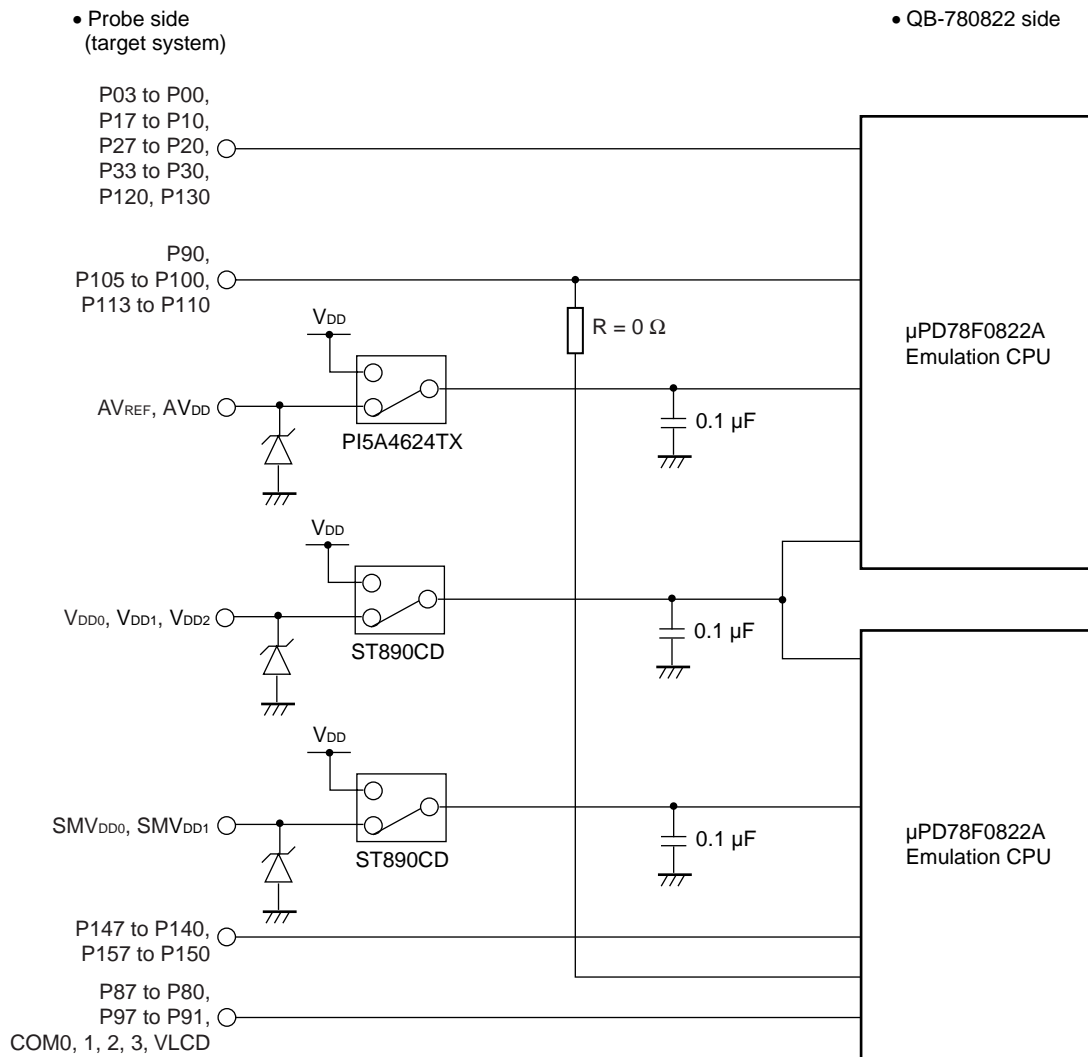 • Probe side
(target system)
• QB-780822 side
P03 to P00,
P17 to P10,
P27 to P20,
P33 to P30,
P120, P130
P90,
P105 to P100,
P113 to P110
R = 0 Ω
VDD
AVREF, AVDD
PI5A4624TX
0.1 µF
µPD78F0822A
Emulation CPU
VDD
VDD0, VDD1, VDD2
ST890CD
0.1 µF
VDD
SMVDD0, SMVDD1
ST890CD
0.1 µF
µPD78F0822A
Emulation CPU
P147 to P140,
P157 to P150
P87 to P80,
P97 to P91,
COM0, 1, 2, 3, VLCD